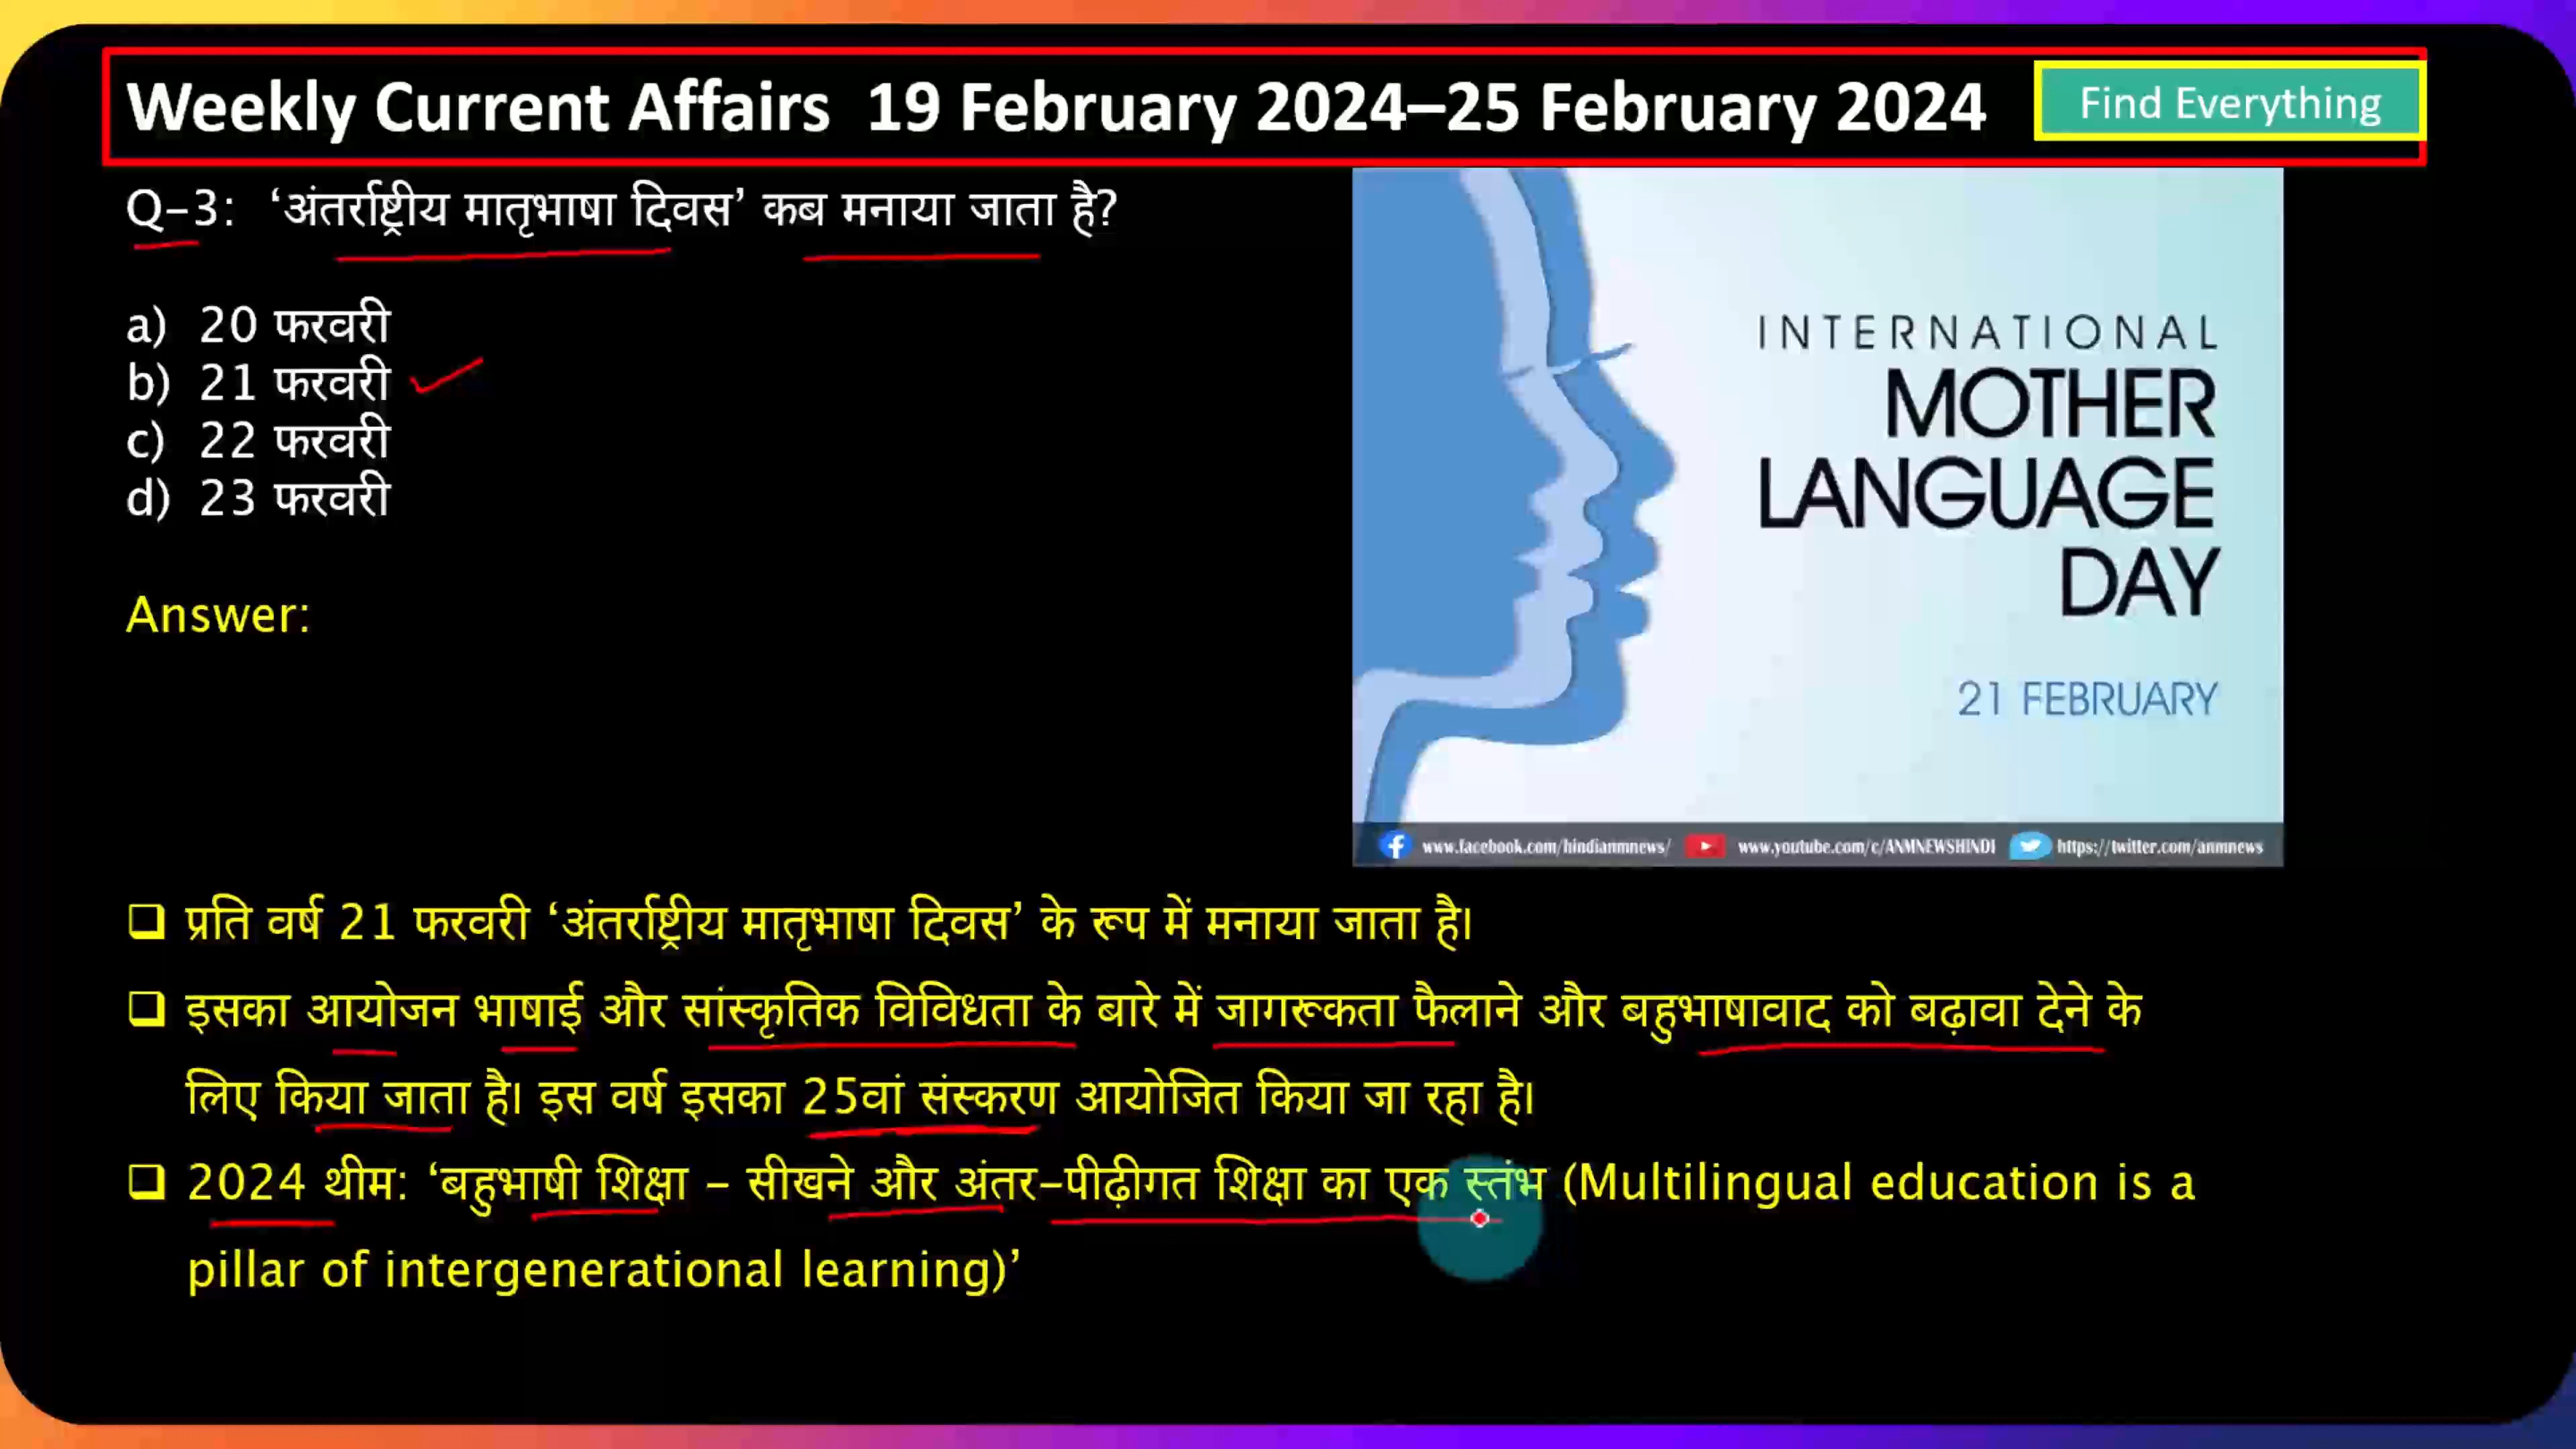 Weekly Current Affairs 19 February 2024–25 February 2024
Find Everything
Q-3: ‘अंतर्राष्ट्रीय मातृभाषा दिवस’ कब मनाया जाता है?
a) 20 फरवरी
b) 21 फरवरी
c) 22 फरवरी
d) 23 फरवरी
Answer:
INTERNATIONAL
MOTHER
LANGUAGE
DAY
21 FEBRUARY
www.facebook.com/hindianmnews/ www.youtube.com/c/ANMNEWSHINDI https://twitter.com/anmnews
प्रति वर्ष 21 फरवरी ‘अंतर्राष्ट्रीय मातृभाषा दिवस’ के रूप में मनाया जाता है।
इसका आयोजन भाषाई और सांस्कृतिक विविधता के बारे में जागरूकता फैलाने और बहुभाषावाद को बढ़ावा देने के
लिए किया जाता है। इस वर्ष इसका 25वां संस्करण आयोजित किया जा रहा है।
2024 थीम: ‘बहुभाषी शिक्षा – सीखने और अंतर-पीढ़ीगत शिक्षा का एक स्तंभ (Multilingual education is a
pillar of intergenerational learning)’